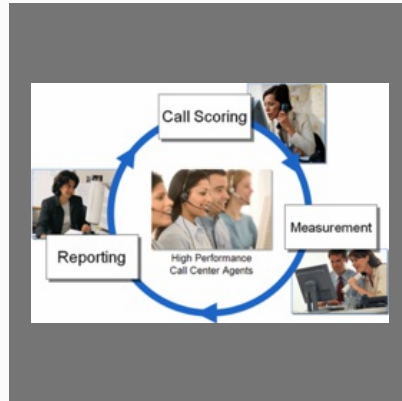 Call Scoring
Measurement
Reporting
High Performance
Call Center Agents